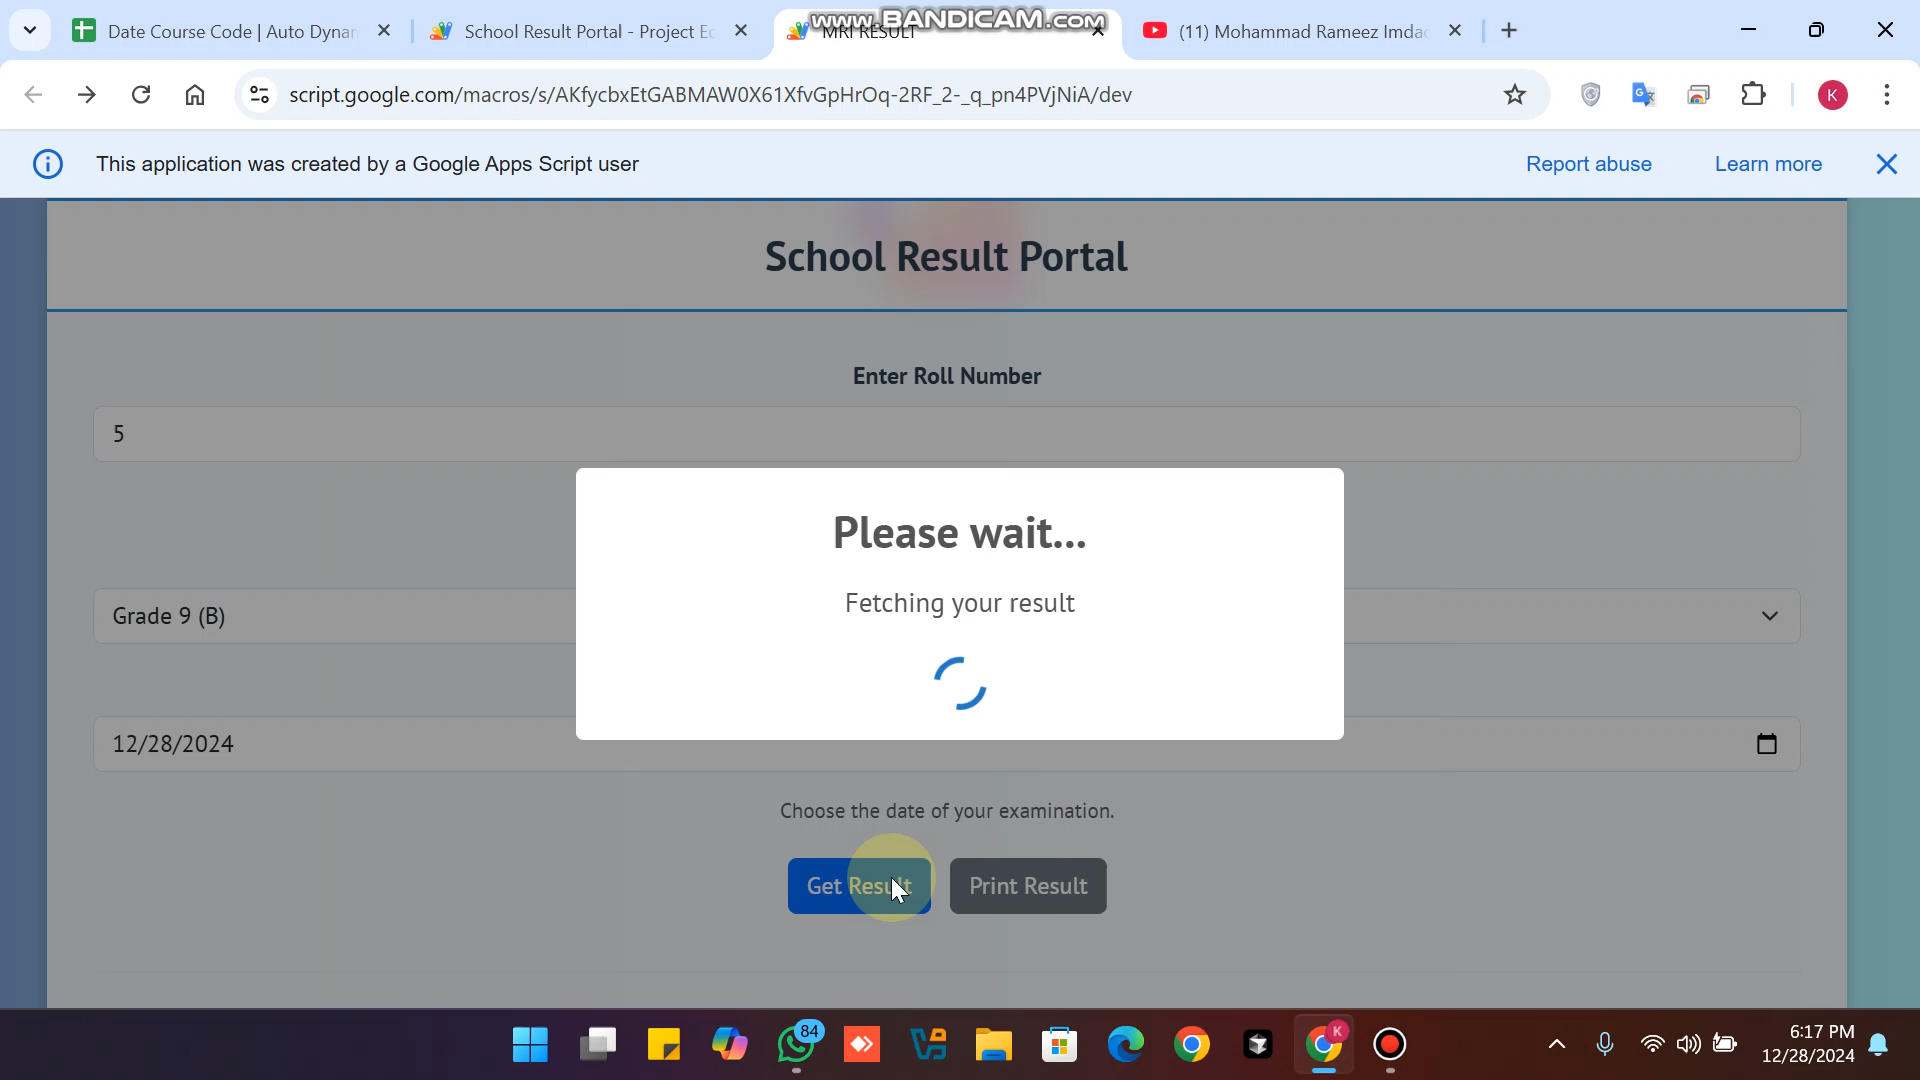 www.BANDICAM.com
Date Course Code | Auto Dynar
School Result Portal - Project Ec
MRI RESULT
(11) Mohammad Rameez Imdad
script.google.com/macros/s/AKfycbxEtGABMAW0X61XfvGpHrOq-2RF_2-_q_pn4PVjNiA/dev
K
This application was created by a Google Apps Script user
Report abuse
Learn more
School Result Portal
Enter Roll Number
5
Please wait...
Fetching your result
Grade 9 (B)
12/28/2024
Choose the date of your examination.
Get Result
Print Result
84
K
6:17 PM
12/28/2024